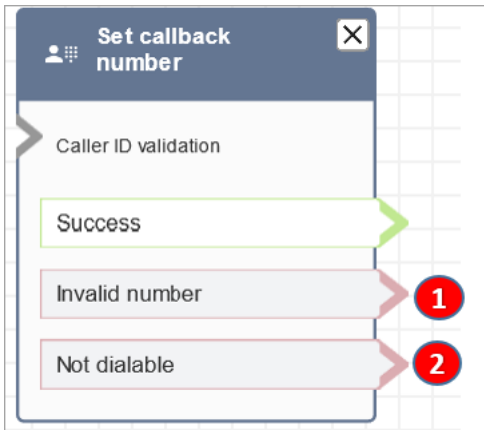 Set callback
number
Caller ID validation
Success
Invalid number
1
Not dialable
2